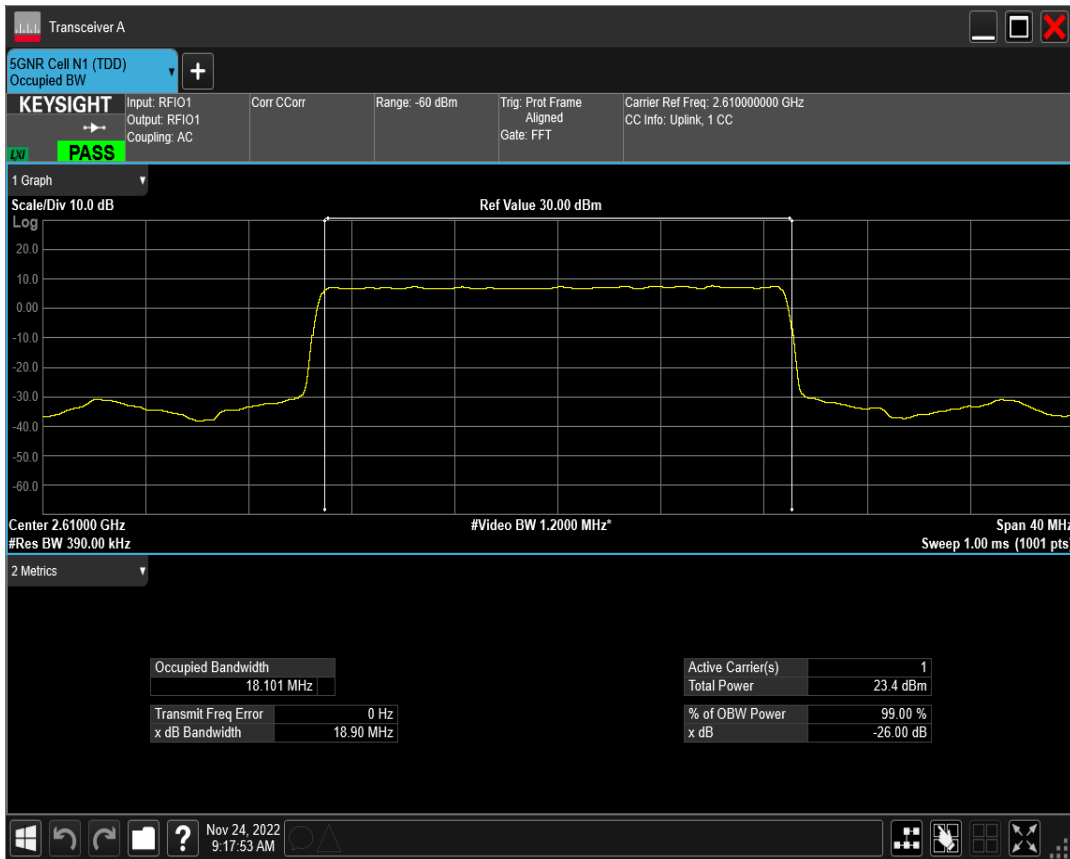 Transceiver A
5GNR Cell N1 (TDD)
Occupied BW
+
KEYSIGHT
LXI
PASS
Input: RFIO1
Output: RFIO1
Coupling: AC
Corr CCorr
Range: -60 dBm
Trig: Prot Frame
Aligned
Gate: FFT
Carrier Ref Freq: 2.610000000 GHz
CC Info: Uplink, 1 CC
1 Graph
Scale/Div 10.0 dB
Ref Value 30.00 dBm
Log
20.0
10.0
0.00
-10.0
-20.0
-30.0
-40.0
-50.0
-60.0
Center 2.61000 GHz
#Video BW 1.2000 MHz*
Span 40 MHz
#Res BW 390.00 kHz
Sweep 1.00 ms (1001 pts)
2 Metrics
Occupied Bandwidth
18.101 MHz
Transmit Freq Error 0 Hz
x dB Bandwidth 18.90 MHz
Active Carrier(s) 1
Total Power 23.4 dBm
% of OBW Power 99.00 %
x dB -26.00 dB
?
Nov 24, 2022
9:17:53 AM